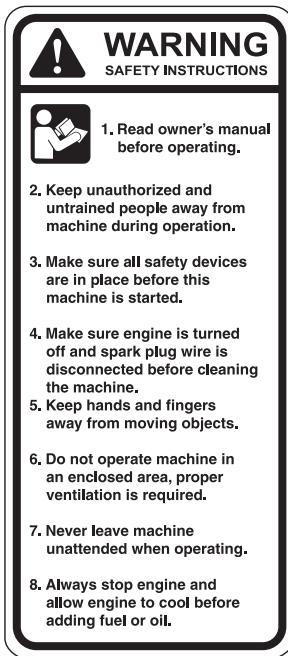 WARNING
SAFETY INSTRUCTIONS
1. Read owner's manual
before operating.
2. Keep unauthorized and
untrained people away from
machine during operation.
3. Make sure all safety devices
are in place before this
machine is started.
4. Make sure engine is turned
off and spark plug wire is
disconnected before cleaning
the machine.
5. Keep hands and fingers
away from moving objects.
6. Do not operate machine in
an enclosed area, proper
ventilation is required.
7. Never leave machine
unattended when operating.
8. Always stop engine and
allow engine to cool before
adding fuel or oil.